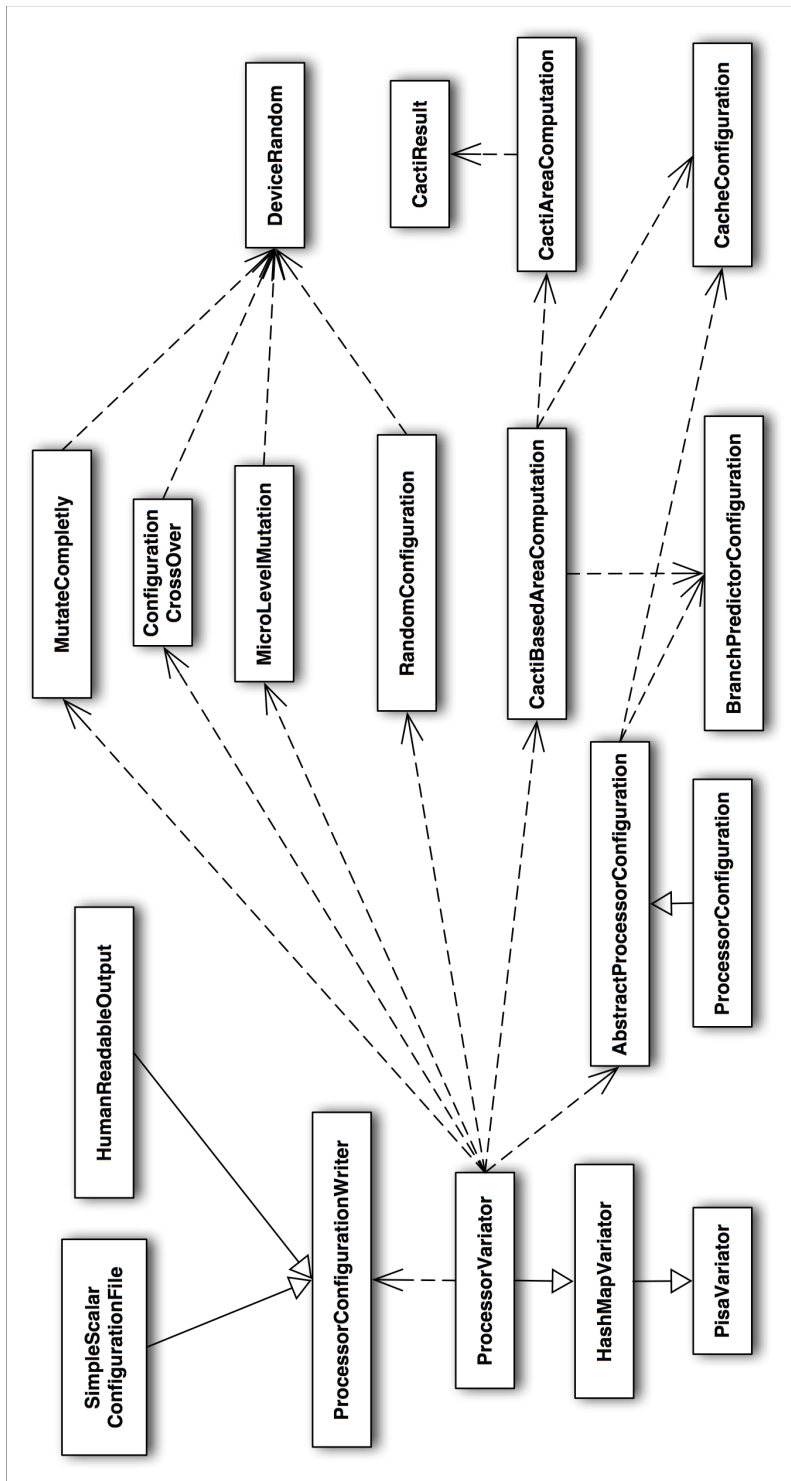 SimpleScalar
ConfigurationFile
HumanReadableOutput
MutateCompletly
Configuration
CrossOver
MicroLevelMutation
DeviceRandom
ProcessorConfigurationWriter
RandomConfiguration
CactiResult
ProcessorVariator
CactiBasedAreaComputation
CactiAreaComputation
HashMapVariator
AbstractProcessorConfiguration
PisaVariator
ProcessorConfiguration
BranchPredictorConfiguration
CacheConfiguration